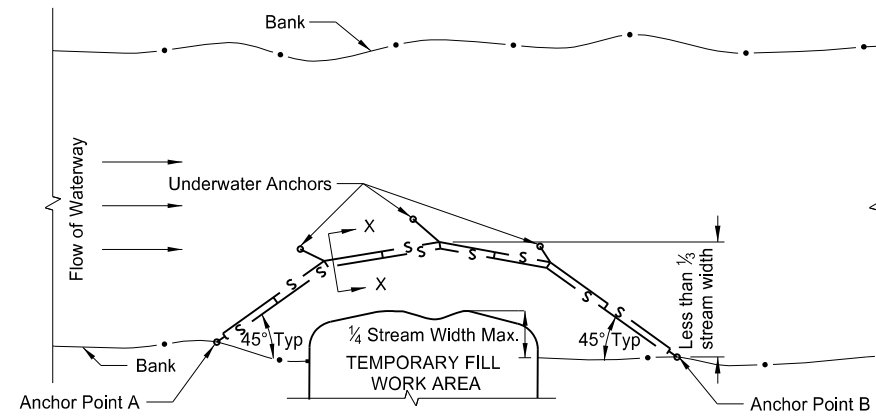 Bank
Flow of Waterway
Underwater Anchors
X
X
S
S
S
S
S
S
S
S
S
S
45° Typ
¼ Stream Width Max.
45° Typ
Less than ⅓
stream width
TEMPORARY FILL
WORK AREA
Bank
Anchor Point A
Anchor Point B